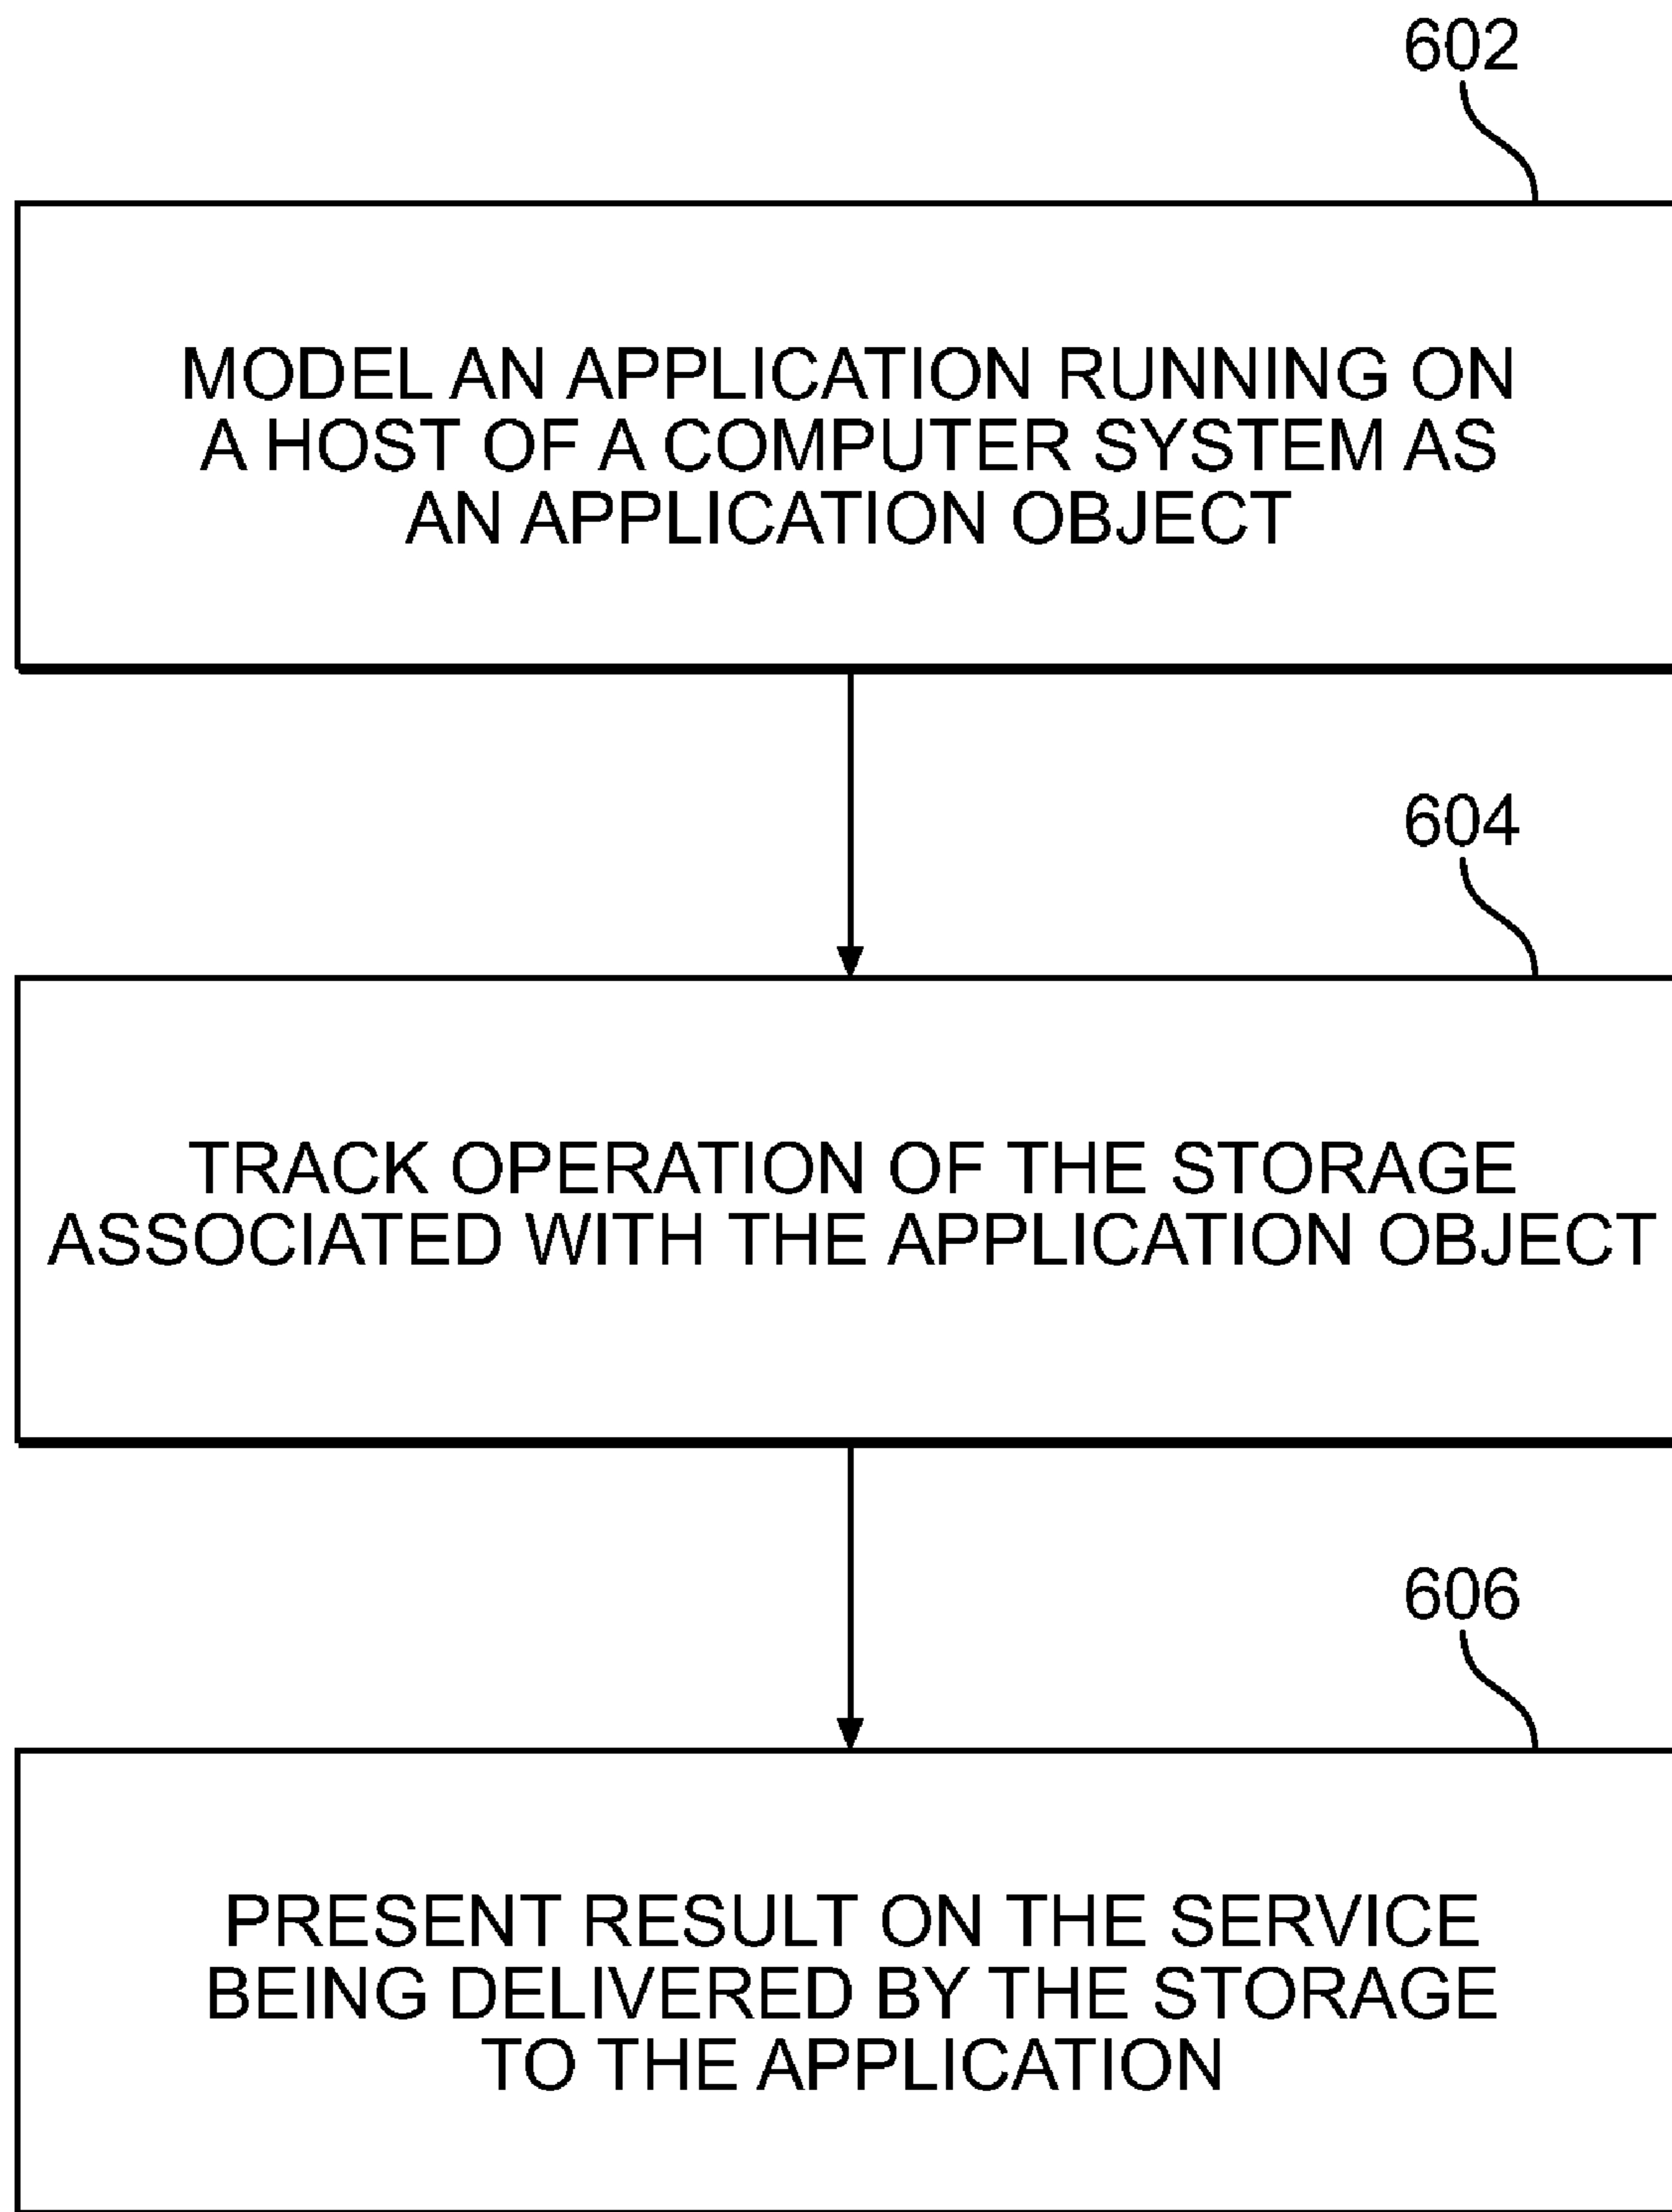 602
MODEL AN APPLICATION RUNNING ON
A HOST OF A COMPUTER SYSTEM AS
AN APPLICATION OBJECT
604
TRACK OPERATION OF THE STORAGE
ASSOCIATED WITH THE APPLICATION OBJECT
606
PRESENT RESULT ON THE SERVICE
BEING DELIVERED BY THE STORAGE
TO THE APPLICATION